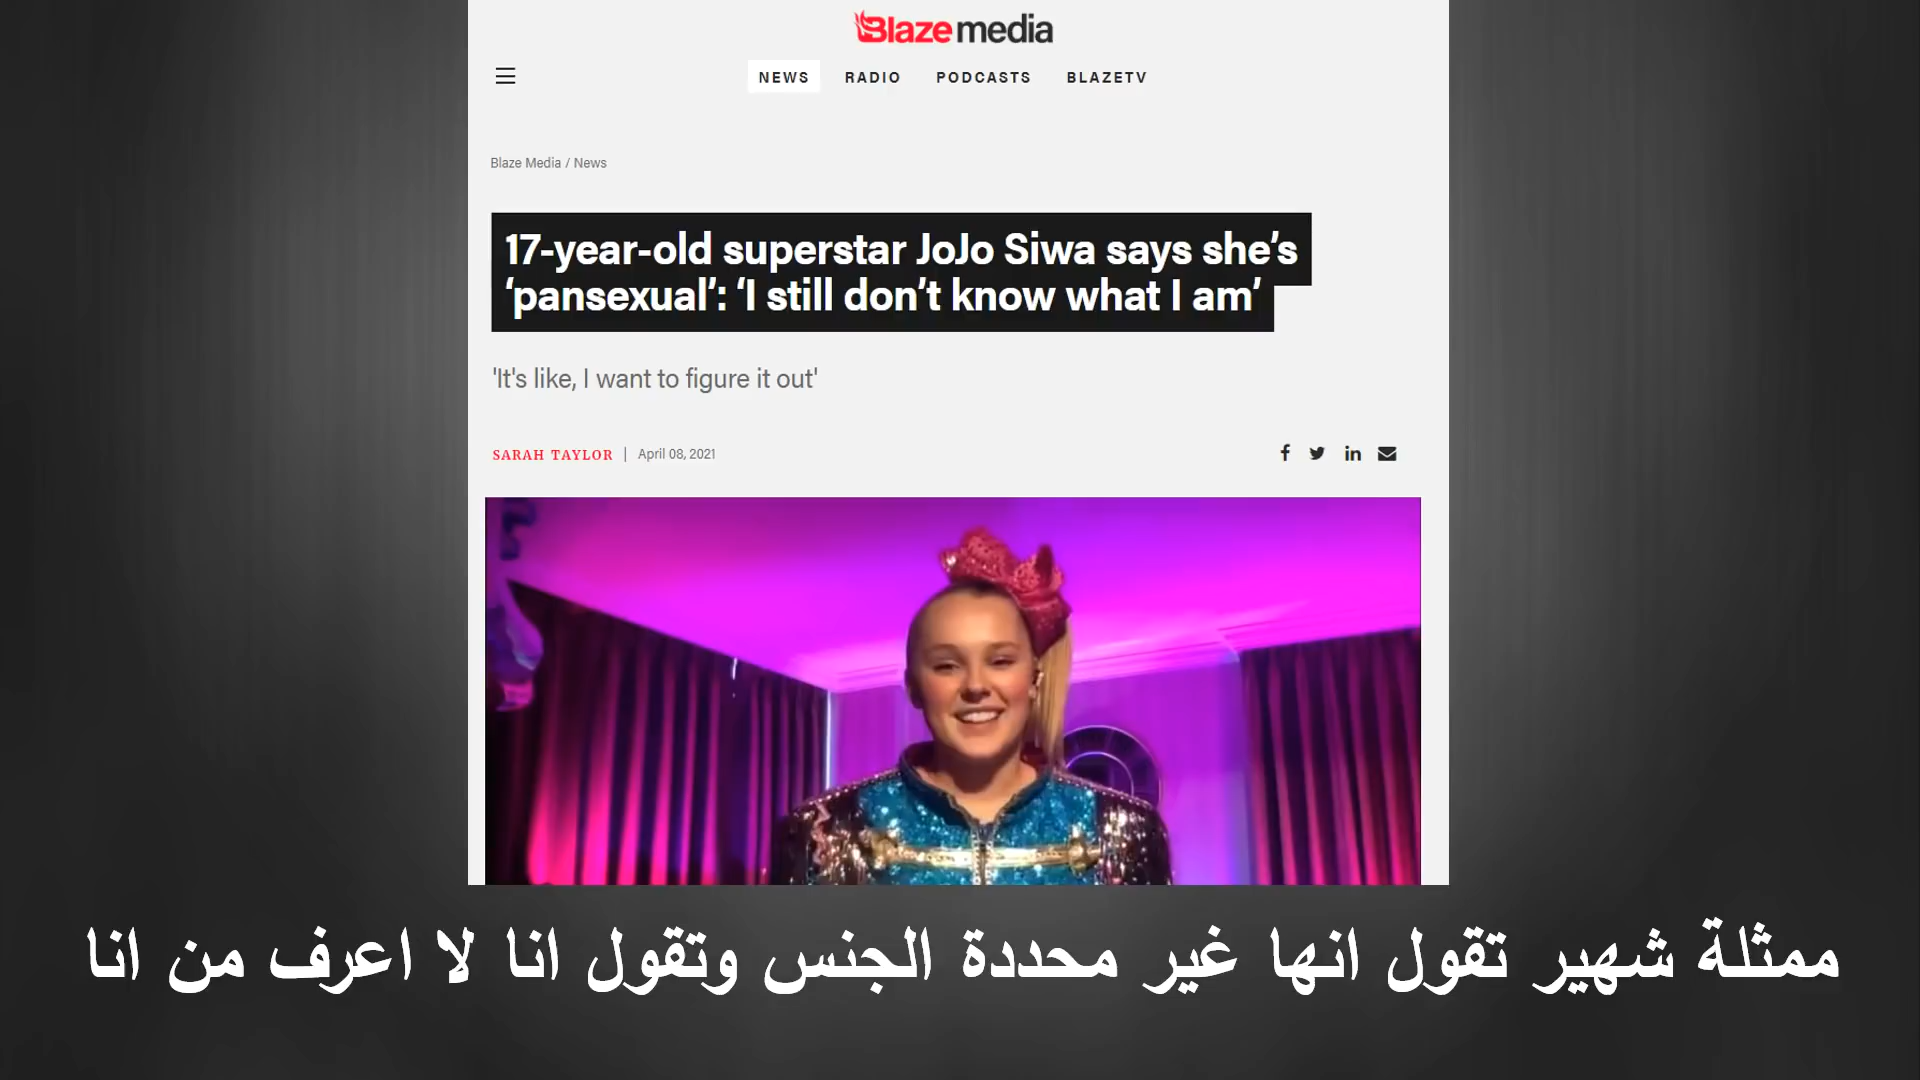 Blaze media
NEWS RADIO PODCASTS BLAZETV
Blaze Media / News
17-year-old superstar JoJo Siwa says she’s
‘pansexual’: ‘I still don’t know what I am’
'It's like, I want to figure it out'
SARAH TAYLOR | April 08, 2021
ممثلة شهير تقول انها غير محددة الجنس وتقول انا لا اعرف من انا